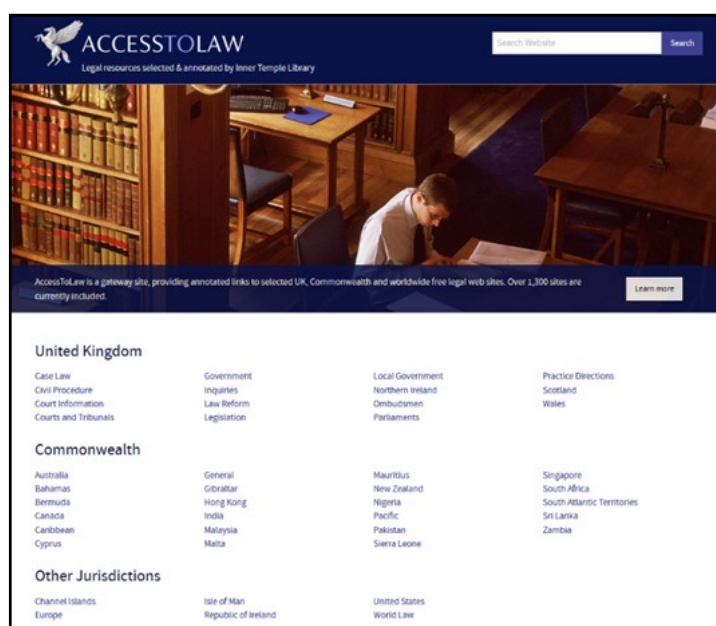 ACCESSTOLAW
Legal resources selected & annotated by Inner Temple Library
Search Website
Search
AccessToLaw is a gateway site, providing annotated links to selected UK, Commonwealth and worldwide free legal web sites. Over 1,300 sites are
currently included.
Learn more
United Kingdom
Case Law
Civil Procedure
Court Information
Courts and Tribunals
Government
Inquiries
Law Reform
Legislation
Local Government
Northern Ireland
Ombudsmen
Parliaments
Practice Directions
Scotland
Wales
Commonwealth
Australia
Bahamas
Bermuda
Canada
Caribbean
Cyprus
General
Gibraltar
Hong Kong
India
Malaysia
Malta
Mauritius
New Zealand
Nigeria
Pacific
Pakistan
Sierra Leone
Singapore
South Africa
South Atlantic Territories
Sri Lanka
Zambia
Other Jurisdictions
Channel Islands
Europe
Isle of Man
Republic of Ireland
United States
World Law